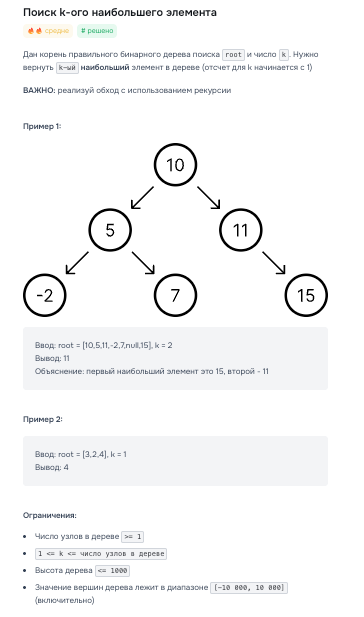 Поиск k-ого наибольшего элемента
🔥🔥 средне # решено
Дан корень правильного бинарного дерева поиска root и число k. Нужно
вернуть k-ый наибольший элемент в дереве (отсчет для k начинается с 1)
ВАЖНО: реализуй обход с использованием рекурсии
Пример 1:
10
5 11
-2 7 15
Ввод: root = [10,5,11,-2,7,null,15], k = 2
Вывод: 11
Объяснение: первый наибольший элемент это 15, второй - 11
Пример 2:
Ввод: root = [3,2,4], k = 1
Вывод: 4
Ограничения:
Число узлов в дереве >= 1
1 <= k <= число узлов в дереве
Высота дерева <= 1000
Значение вершин дерева лежит в диапазоне [-10 000, 10 000]
(включительно)